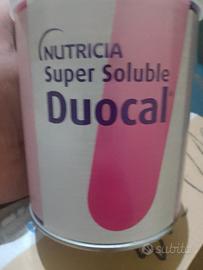 NUTRICIA
Super Soluble
Duocal®
subito